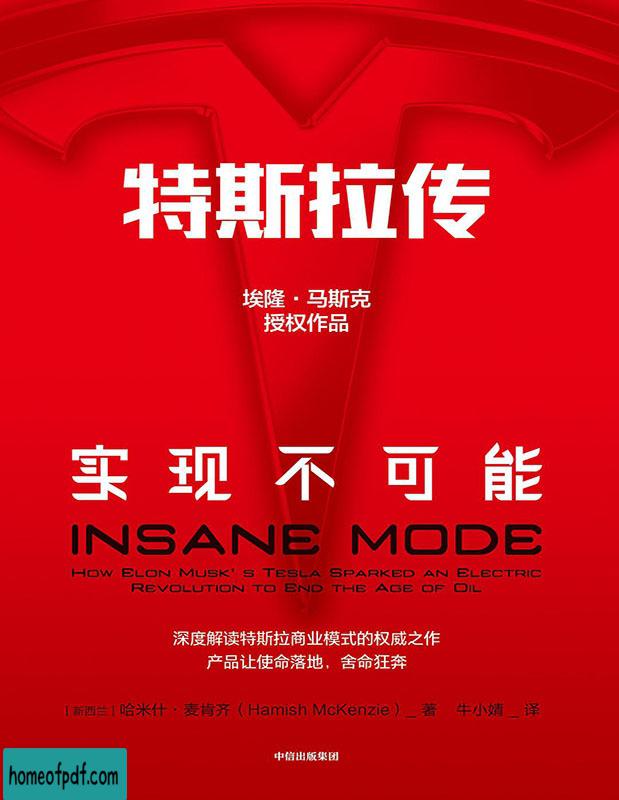 特斯拉传
埃隆·马斯克
授权作品
实现不可能
INSANE MODE
HOW ELON MUSK'S TESLA SPARKED AN ELECTRIC
REVOLUTION TO END THE AGE OF OIL
深度解读特斯拉商业模式的权威之作
产品让使命落地，舍命狂奔
[新西兰]哈米什·麦肯齐（Hamish McKenzie）_著 牛小婧_译
中信出版集团
homeofpdf.com